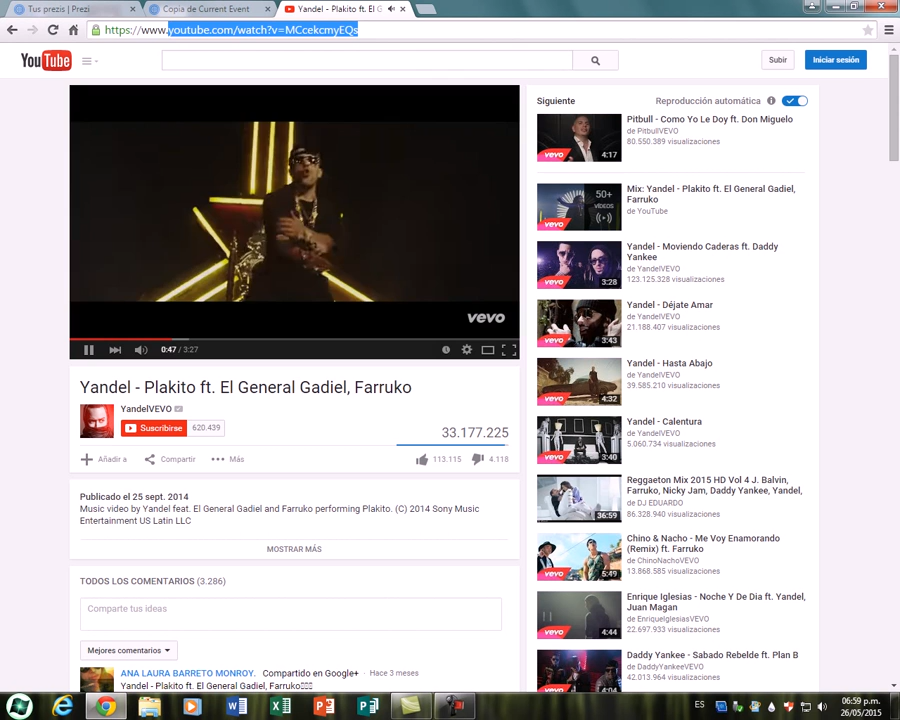 Tus prezis | Prezi
Copia de Current Event
Yandel - Plakito ft. El G
https://www.youtube.com/watch?v=MCcekcmyEQs
YouTube
Subir
Iniciar sesión
vevo
0:47 / 3:27
Yandel - Plakito ft. El General Gadiel, Farruko
YandelVEVO
Suscribirse 620.439
33.177.225
Añadir a
Compartir
Más
113.115
4.118
Publicado el 25 sept. 2014
Music video by Yandel feat. El General Gadiel and Farruko performing Plakito. (C) 2014 Sony Music
Entertainment US Latin LLC
MOSTRAR MÁS
TODOS LOS COMENTARIOS (3.286)
Comparte tus ideas
Mejores comentarios
ANA LAURA BARRETO MONROY. Compartido en Google+ · Hace 3 meses
Yandel - Plakito ft. El General Gadiel, Farruko
Siguiente
Reproducción automática
vevo 4:17
Pitbull - Como Yo Le Doy ft. Don Miguelo
de PitbullVEVO
80.550.389 visualizaciones
50+
VÍDEOS
vevo
Mix: Yandel - Plakito ft. El General Gadiel,
Farruko
de YouTube
vevo 3:28
Yandel - Moviendo Caderas ft. Daddy
Yankee
de YandelVEVO
123.125.328 visualizaciones
vevo 3:43
Yandel - Déjate Amar
de YandelVEVO
21.188.407 visualizaciones
vevo 4:32
Yandel - Hasta Abajo
de YandelVEVO
39.585.210 visualizaciones
vevo 3:40
Yandel - Calentura
de YandelVEVO
5.060.734 visualizaciones
36:59
Reggaeton Mix 2015 HD Vol 4 J. Balvin,
Farruko, Nicky Jam, Daddy Yankee, Yandel,
de DJ EDUARDO
86.328.940 visualizaciones
vevo 5:49
Chino & Nacho - Me Voy Enamorando
(Remix) ft. Farruko
de ChinoNachoVEVO
13.868.585 visualizaciones
vevo 4:44
Enrique Iglesias - Noche Y De Dia ft. Yandel,
Juan Magan
de EnriqueIglesiasVEVO
22.697.933 visualizaciones
vevo 4:04
Daddy Yankee - Sabado Rebelde ft. Plan B
de DaddyYankeeVEVO
42.013.964 visualizaciones
ES
06:59 p.m.
26/05/2015